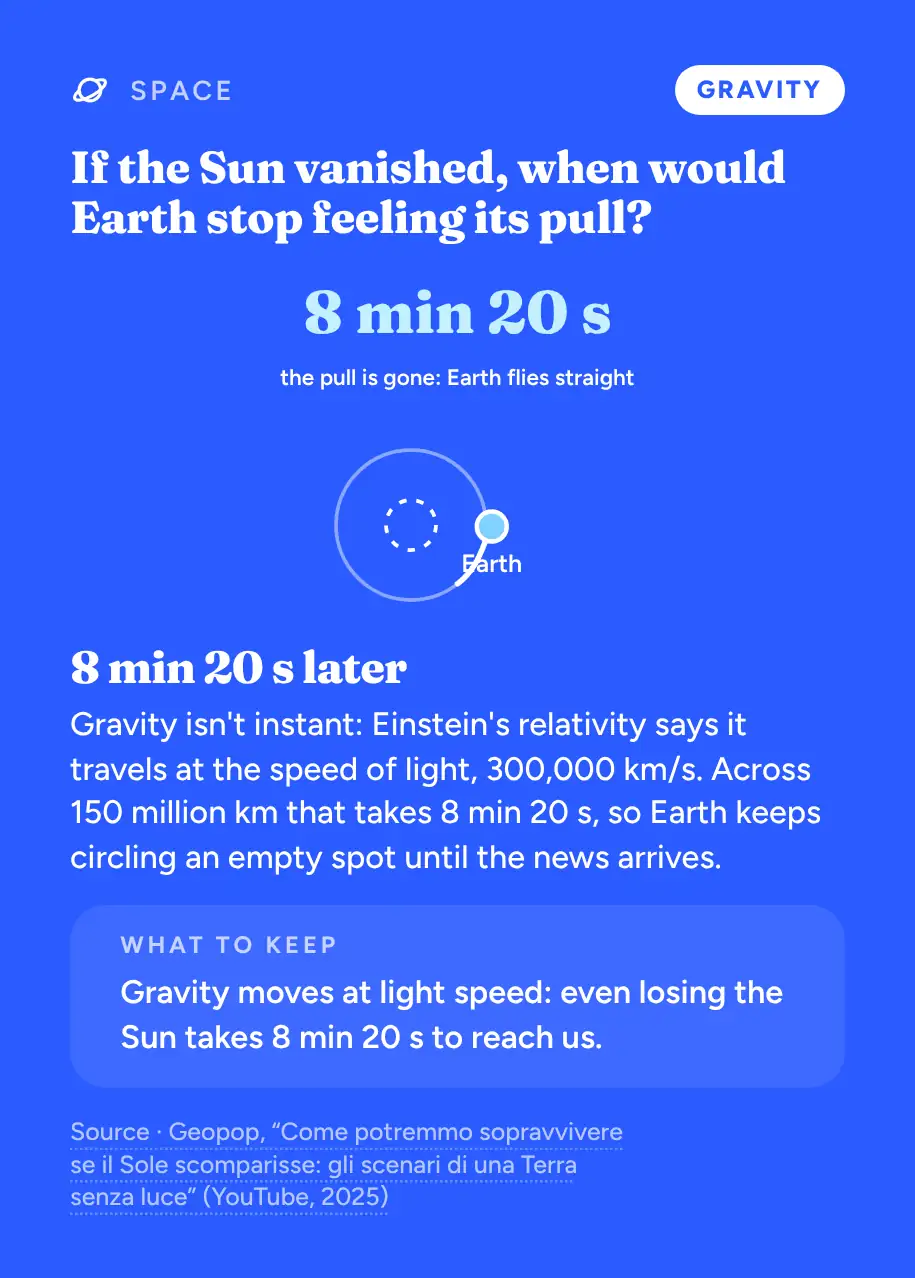 SPACE
GRAVITY
If the Sun vanished, when would
Earth stop feeling its pull?
8 min 20 s
the pull is gone: Earth flies straight
Earth
8 min 20 s later
Gravity isn't instant: Einstein's relativity says it
travels at the speed of light, 300,000 km/s. Across
150 million km that takes 8 min 20 s, so Earth keeps
circling an empty spot until the news arrives.
WHAT TO KEEP
Gravity moves at light speed: even losing the
Sun takes 8 min 20 s to reach us.
Source · Geopop, “Come potremmo sopravvivere
se il Sole scomparisse: gli scenari di una Terra
senza luce” (YouTube, 2025)